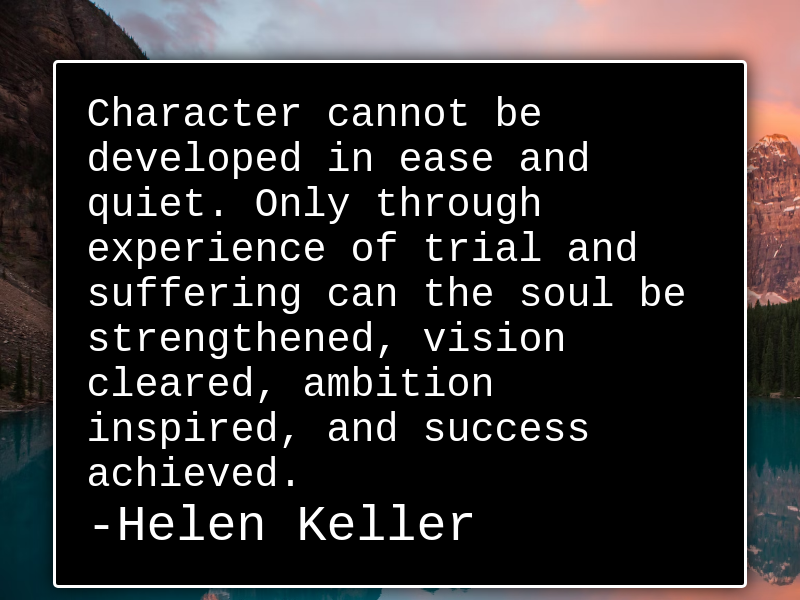 Character cannot be
developed in ease and
quiet. Only through
experience of trial and
suffering can the soul be
strengthened, vision
cleared, ambition
inspired, and success
achieved.
-Helen Keller